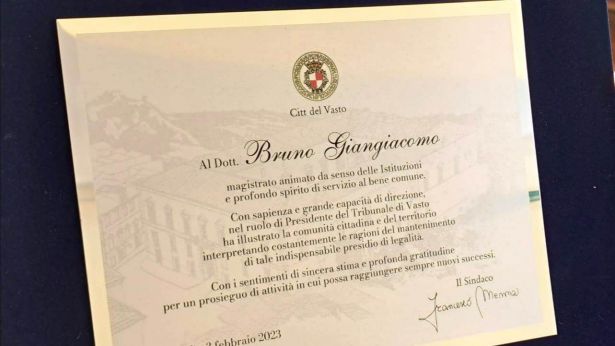 Citt del Vasto
Al Dott. Bruno Giangiacomo
magistrato animato da senso delle Istituzioni
e profondo spirito di servizio al bene comune.
Con sapienza e grande capacità di direzione,
nel ruolo di Presidente del Tribunale di Vasto
ha illustrato la comunità cittadina e del territorio
interpretando costantemente le ragioni del mantenimento
di tale indispensabile presidio di legalità.
Con i sentimenti di sincera stima e profonda gratitudine
per un prosieguo di attività in cui possa raggiungere sempre nuovi successi.
Il Sindaco
Francesco Menna
febbraio 2023